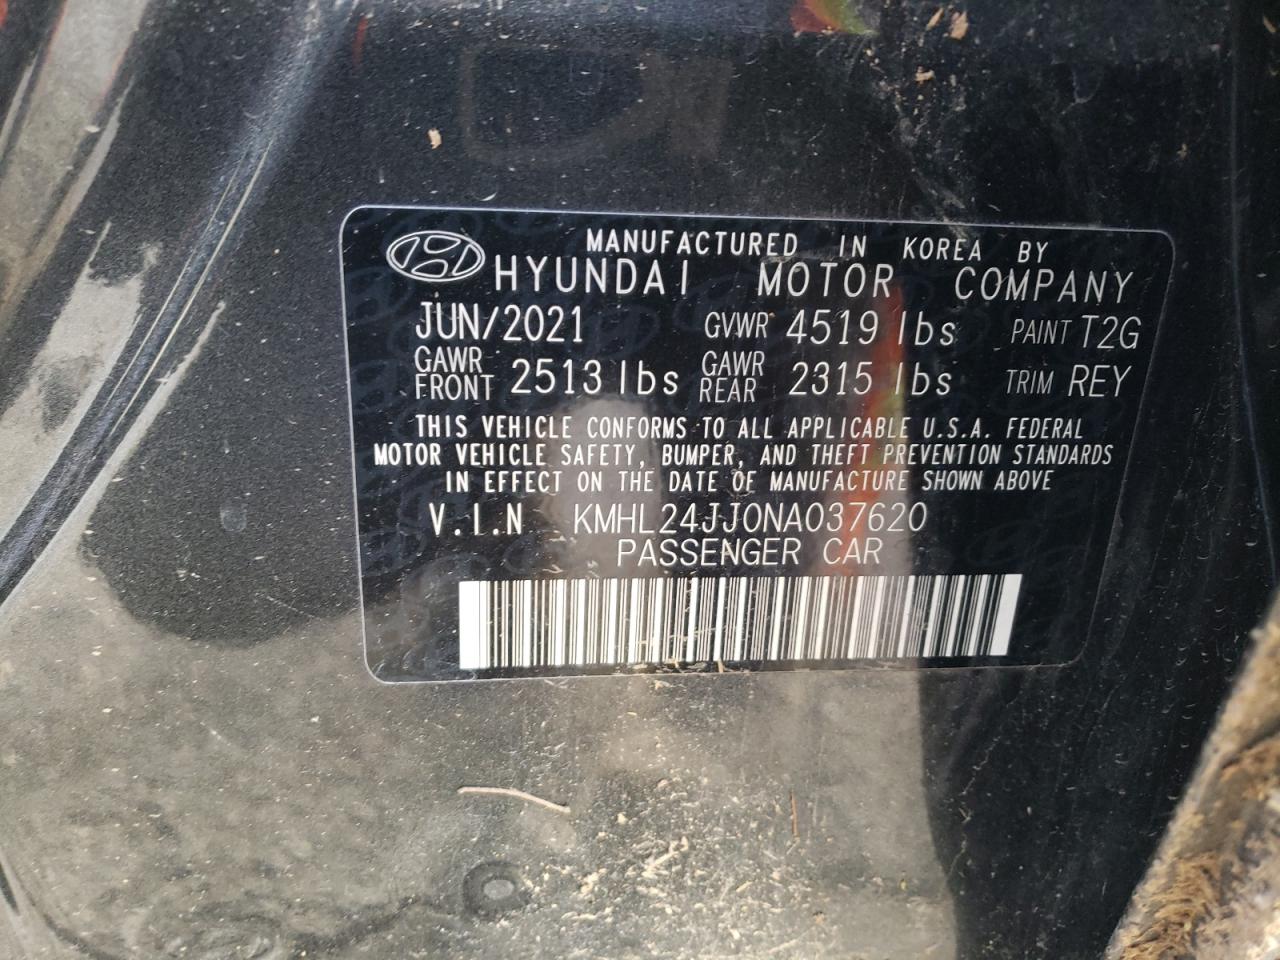 MANUFACTURED IN KOREA BY
HYUNDAI MOTOR COMPANY
JUN/2021 GVWR 4519 lbs PAINT T2G
GAWR FRONT 2513 lbs GAWR REAR 2315 lbs TRIM REY
THIS VEHICLE CONFORMS TO ALL APPLICABLE U.S.A. FEDERAL
MOTOR VEHICLE SAFETY, BUMPER, AND THEFT PREVENTION STANDARDS
IN EFFECT ON THE DATE OF MANUFACTURE SHOWN ABOVE
V.I.N KMHL24JJ0NA037620
PASSENGER CAR